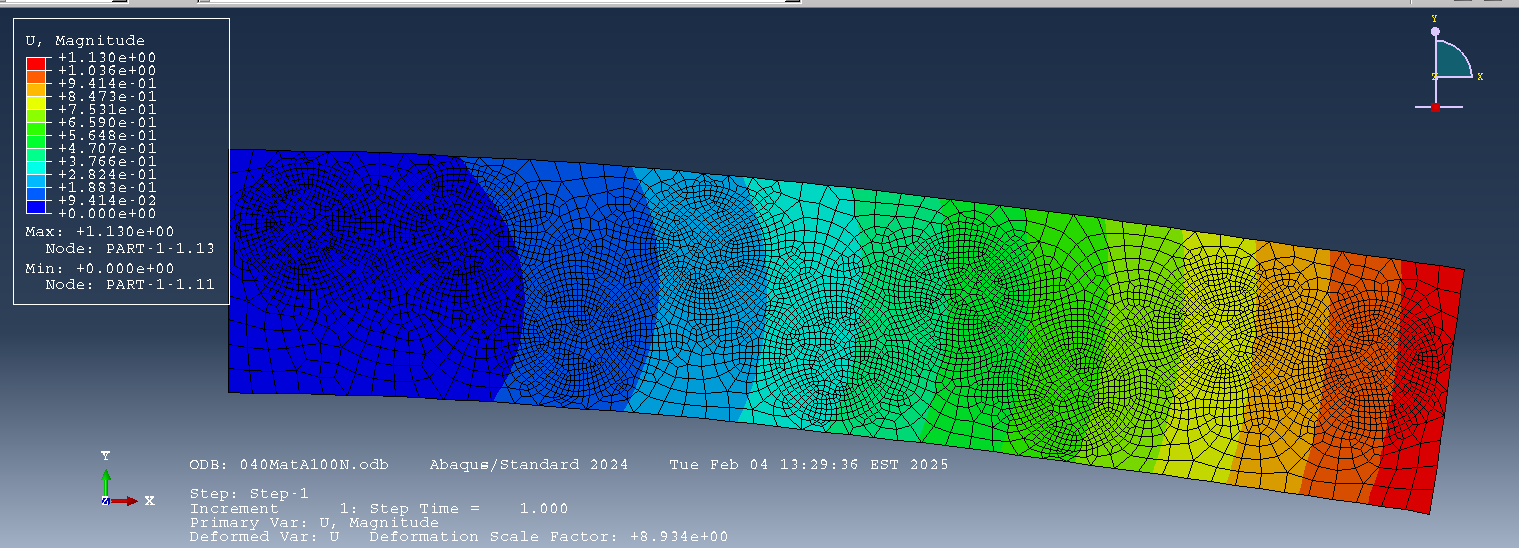 U, Magnitude
+1.130e+00
+1.036e+00
+9.414e-01
+8.473e-01
+7.531e-01
+6.590e-01
+5.648e-01
+4.707e-01
+3.766e-01
+2.824e-01
+1.883e-01
+9.414e-02
+0.000e+00
Max: +1.130e+00
Node: PART-1-1.13
Min: +0.000e+00
Node: PART-1-1.11
Y
Z X
Y
Z X
ODB: 040MatA100N.odb Abaqus/Standard 2024 Tue Feb 04 13:29:36 EST 2025
Step: Step-1
Increment 1: Step Time = 1.000
Primary Var: U, Magnitude
Deformed Var: U Deformation Scale Factor: +8.934e+00